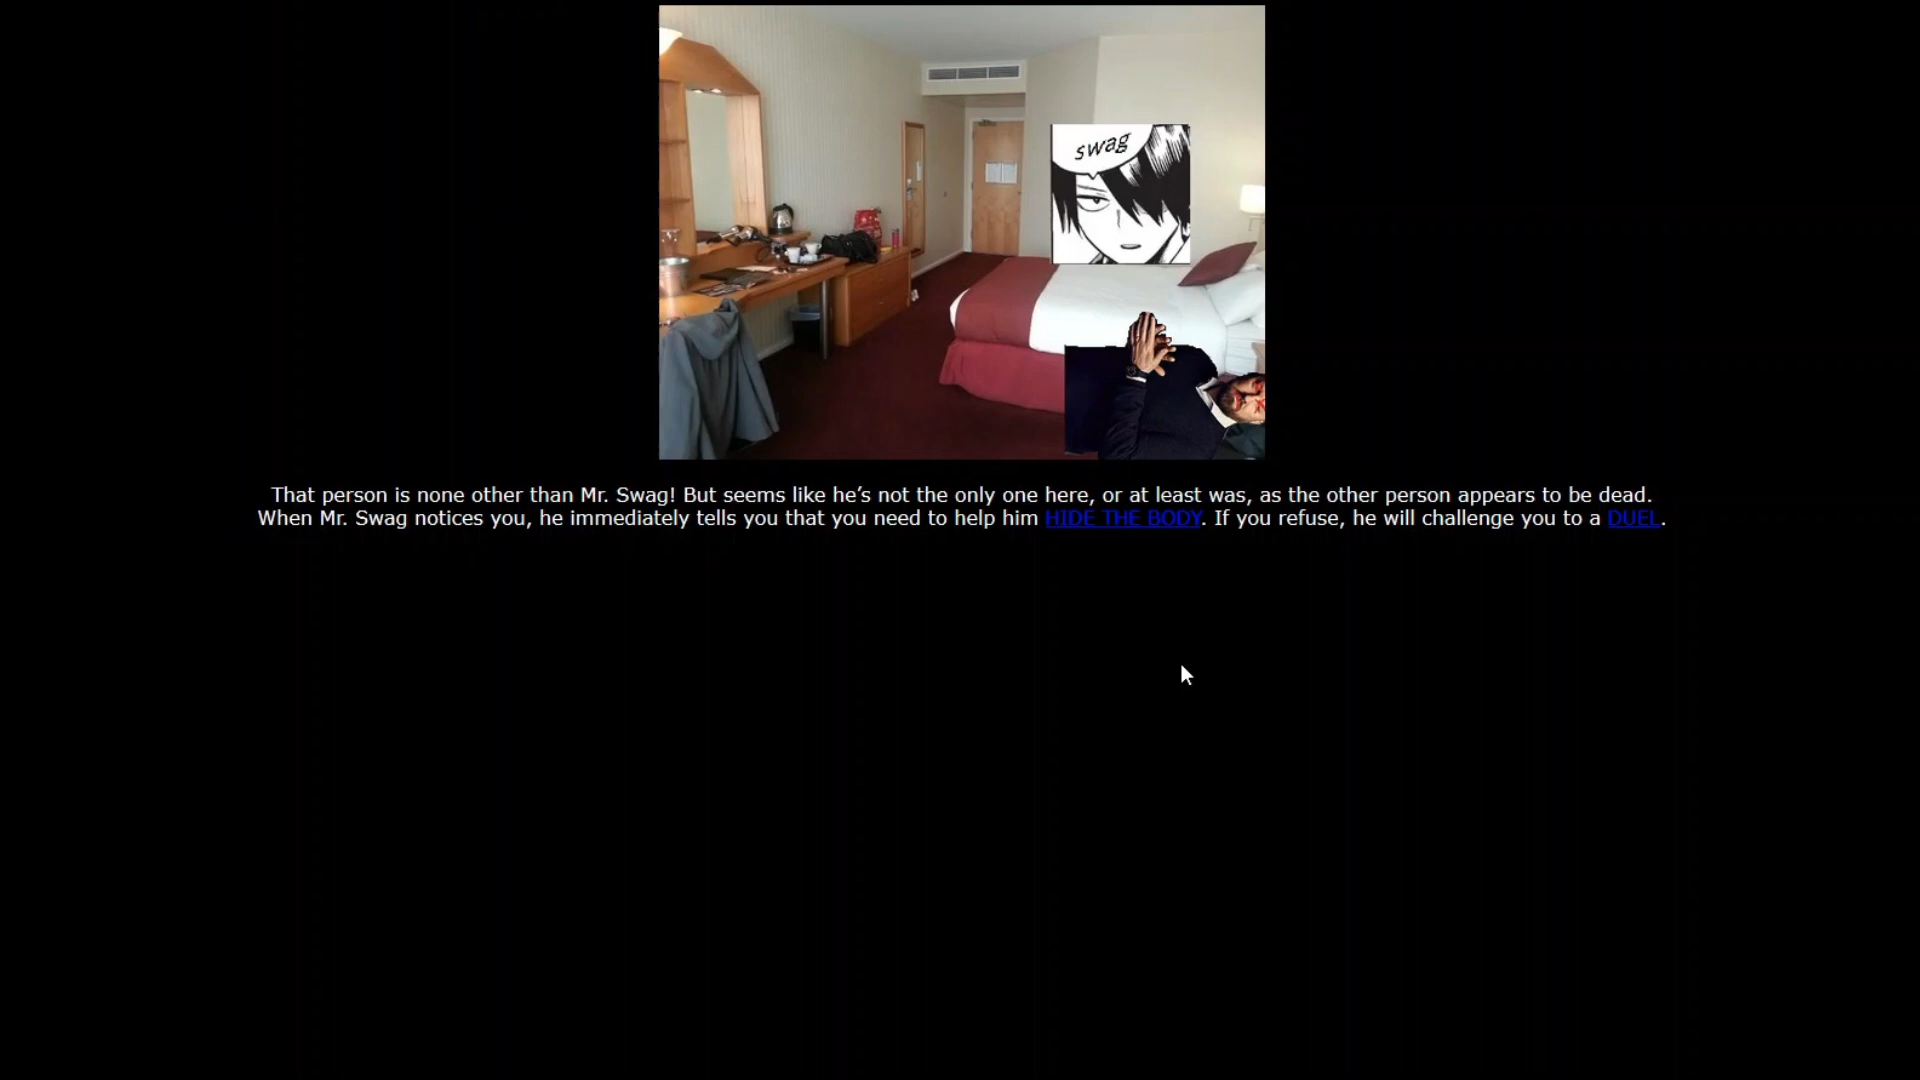 swag
That person is none other than Mr. Swag! But seems like he’s not the only one here, or at least was, as the other person appears to be dead.
When Mr. Swag notices you, he immediately tells you that you need to help him HIDE THE BODY. If you refuse, he will challenge you to a DUEL.